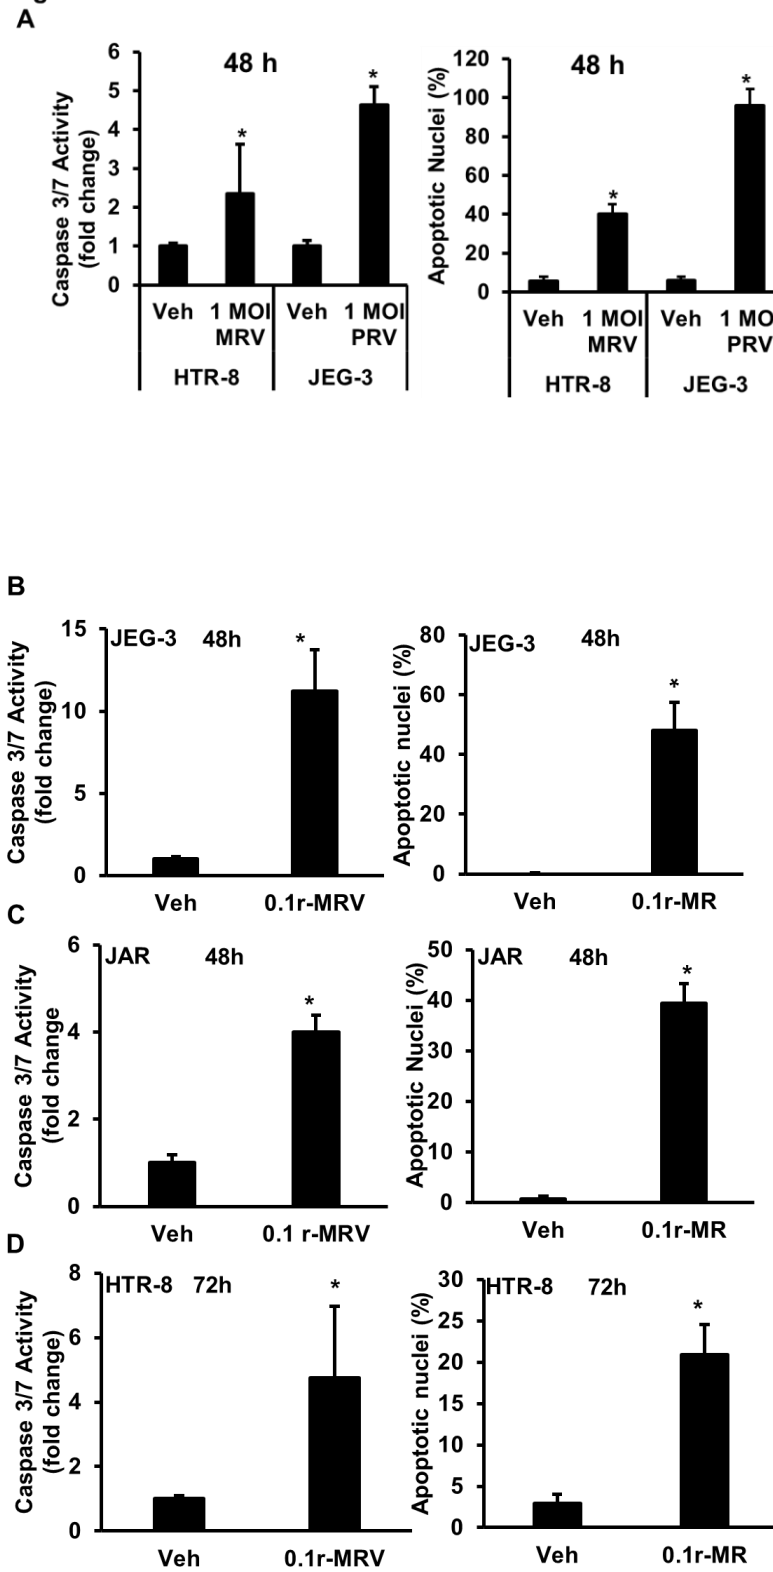 A
48 h
Caspase 3/7 Activity
(fold change)
6
5
4
3
2
1
0
Veh 1 MOI Veh 1 MOI
MRV PRV
HTR-8 JEG-3
48 h
Apoptotic Nuclei (%)
120
100
80
60
40
20
0
*
*
*
*
Veh 1 MOI Veh 1 MO
MRV PRV
HTR-8 JEG-3
B
JEG-3 48h
Caspase 3/7 Activity
(fold change)
15
10
5
0
*
Veh 0.1r-MRV
JEG-3 48h
Apoptotic nuclei (%)
80
60
40
20
0
*
Veh 0.1r-MR
C
JAR 48h
Caspase 3/7 Activity
(fold change
6
4
2
0
*
Veh 0.1 r-MRV
JAR 48h
Apoptotic Nuclei (%)
50
40
30
20
10
0
*
Veh 0.1r-MR
D
HTR-8 72h
Caspase 3/7 Activity
(fold change)
8
6
4
2
0
*
Veh 0.1r-MRV
HTR-8 72h
Apoptotic nuclei (%)
30
25
20
15
10
5
0
*
Veh 0.1r-MR